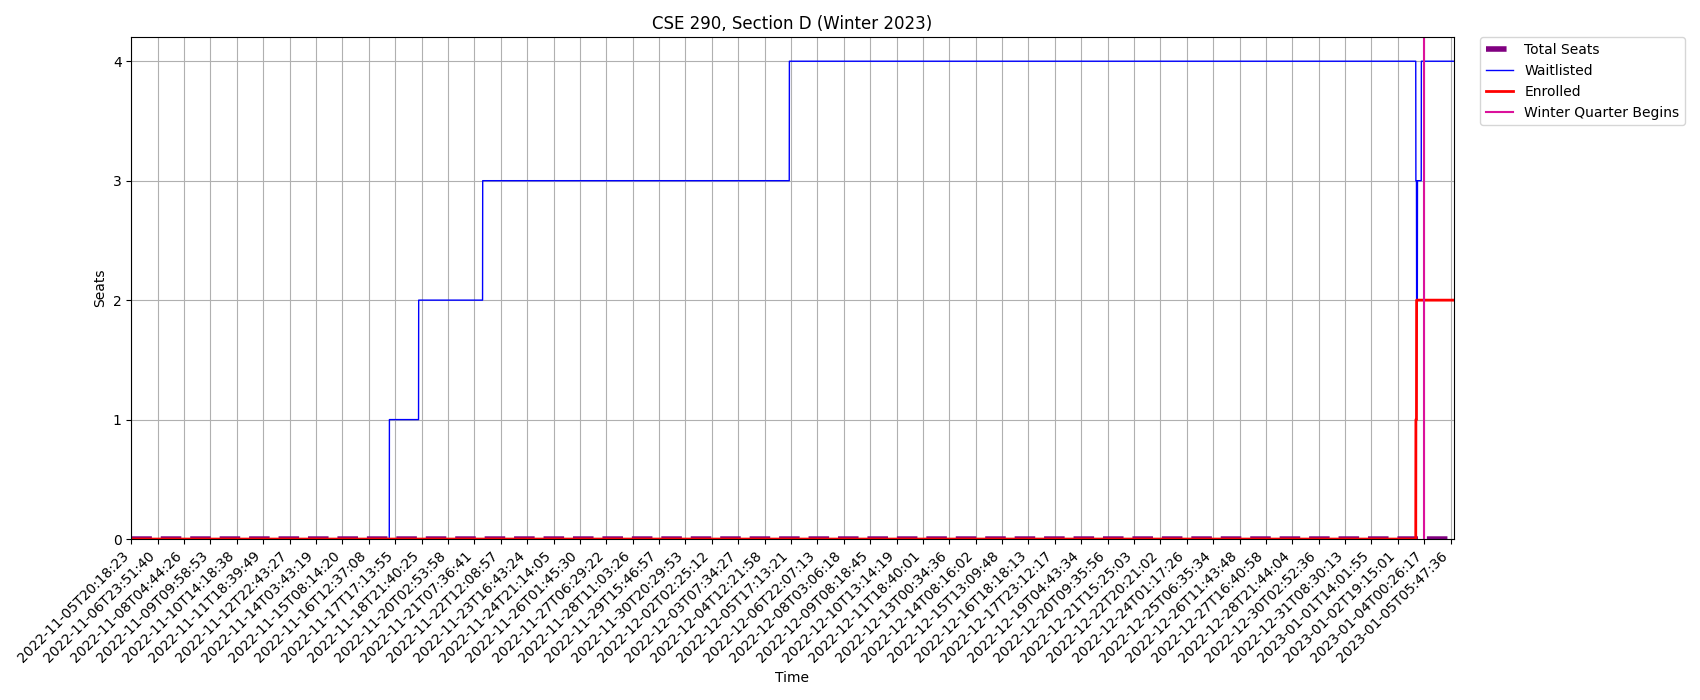 CSE 290, Section D (Winter 2023)
Total Seats
Waitlisted
Enrolled
Winter Quarter Begins
4
3
2
1
0
Seats
2022-11-05T20:18:23
2022-11-06T23:51:40
2022-11-08T04:44:26
2022-11-09T09:58:53
2022-11-10T14:18:38
2022-11-11T18:39:49
2022-11-12T22:43:27
2022-11-14T03:43:19
2022-11-15T08:14:20
2022-11-16T12:37:08
2022-11-17T17:13:55
2022-11-18T21:40:25
2022-11-20T02:53:58
2022-11-21T07:36:41
2022-11-22T12:08:57
2022-11-23T16:43:24
2022-11-24T21:14:05
2022-11-26T01:45:30
2022-11-27T06:29:22
2022-11-28T11:03:26
2022-11-29T15:46:57
2022-11-30T20:29:53
2022-12-02T02:25:12
2022-12-03T07:34:27
2022-12-04T12:21:58
2022-12-05T17:13:21
2022-12-06T22:07:13
2022-12-08T03:06:18
2022-12-09T08:18:45
2022-12-10T13:14:19
2022-12-11T18:40:01
2022-12-13T00:34:36
2022-12-14T08:16:02
2022-12-15T13:09:48
2022-12-16T18:18:13
2022-12-17T23:12:17
2022-12-19T04:43:34
2022-12-20T09:35:56
2022-12-21T15:25:03
2022-12-22T20:21:02
2022-12-24T01:17:26
2022-12-25T06:35:34
2022-12-26T11:43:48
2022-12-27T16:40:58
2022-12-28T21:44:04
2022-12-30T02:52:36
2022-12-31T08:30:13
2023-01-01T14:01:55
2023-01-02T19:15:01
2023-01-04T00:26:17
2023-01-05T05:47:36
Time